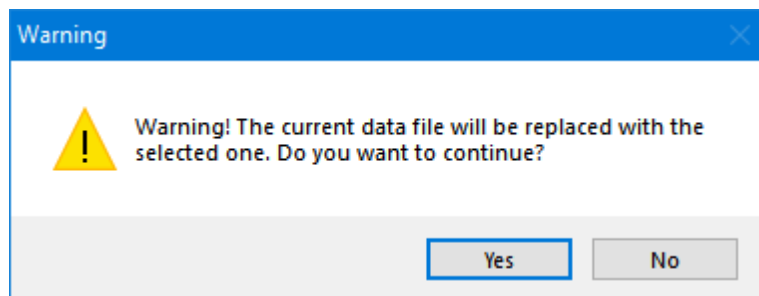 Warning
Warning! The current data file will be replaced with the
selected one. Do you want to continue?
Yes
No